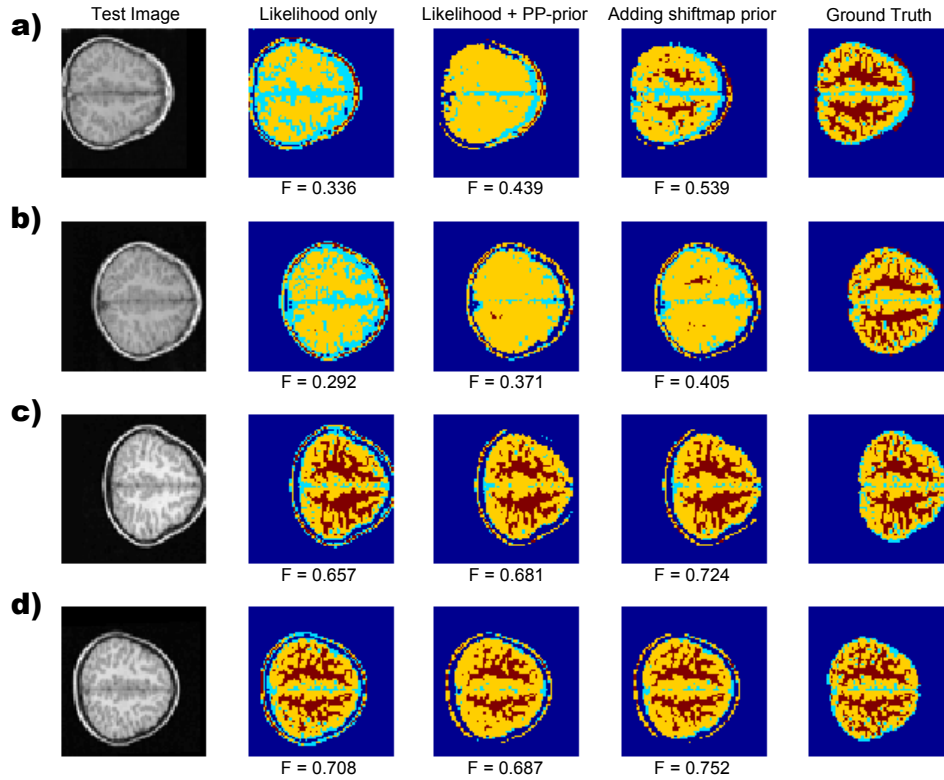 Test Image Likelihood only Likelihood + PP-prior Adding shiftmap prior Ground Truth
a)
F = 0.336 F = 0.439 F = 0.539
b)
F = 0.292 F = 0.371 F = 0.405
c)
F = 0.657 F = 0.681 F = 0.724
d)
F = 0.708 F = 0.687 F = 0.752